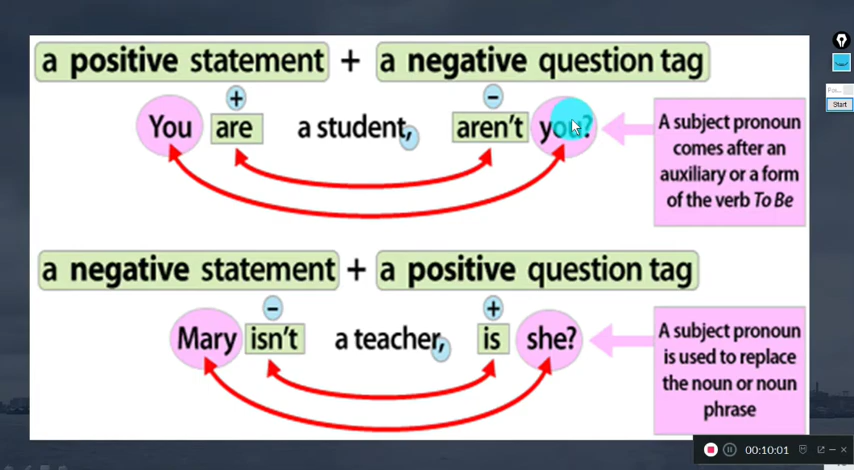 a positive statement + a negative question tag
+ −
You are a student, aren't you?
A subject pronoun
comes after an
auxiliary or a form
of the verb To Be
a negative statement + a positive question tag
− +
Mary isn't a teacher, is she?
A subject pronoun
is used to replace
the noun or noun
phrase
Start
00:10:01